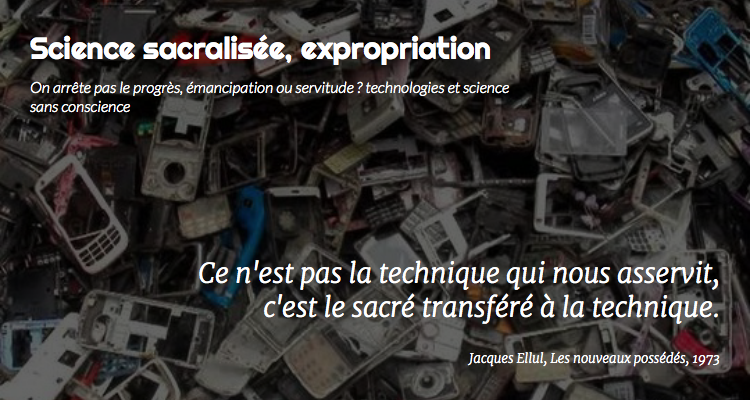 Science sacralisée, expropriation
On arrête pas le progrès, émancipation ou servitude ? technologies et science
sans conscience
Ce n'est pas la technique qui nous asservit,
c'est le sacré transféré à la technique.
Jacques Ellul, Les nouveaux possédés, 1973